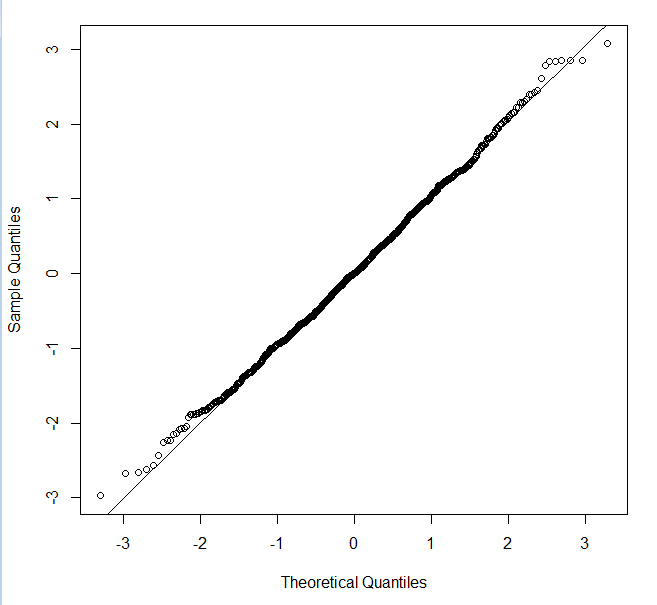 3
2
1
0
-1
-2
-3
Sample Quantiles
-3 -2 -1 0 1 2 3
Theoretical Quantiles